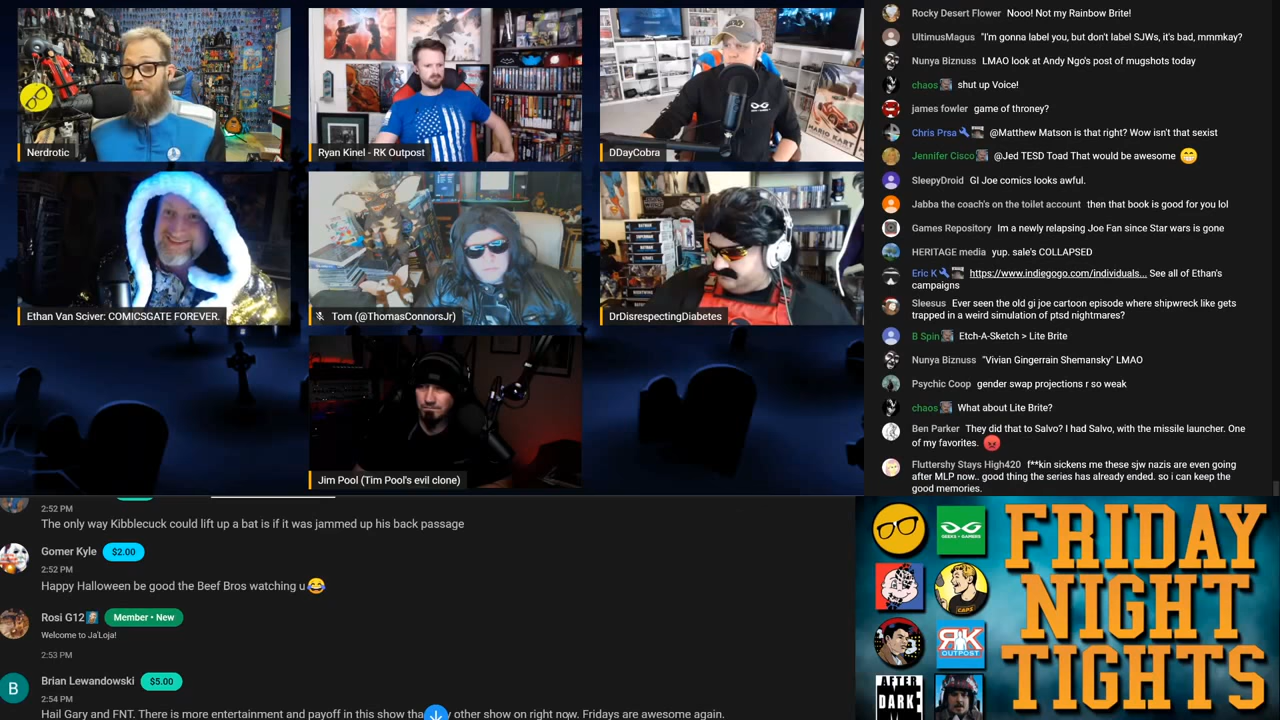 Nerdrotic
Ryan Kinel - RK Outpost
DDayCobra
MARIO KART
Ethan Van Sciver: COMICSGATE FOREVER.
Tom (@ThomasConnorsJr)
DrDisrespectingDiabetes
Jim Pool (Tim Pool's evil clone)
Rocky Desert Flower Nooo! Not my Rainbow Brite!
UltimusMagus "I'm gonna label you, but don't label SJWs, it's bad, mmmkay?
Nunya Biznuss LMAO look at Andy Ngo's post of mugshots today
chaos shut up Voice!
james fowler game of throney?
Chris Prsa @Matthew Matson is that right? Wow isn't that sexist
Jennifer Cisco @Jed TESD Toad That would be awesome 😁
SleepyDroid GI Joe comics looks awful.
Jabba the coach's on the toilet account then that book is good for you lol
Games Repository Im a newly relapsing Joe Fan since Star wars is gone
HERITAGE media yup. sale's COLLAPSED
Eric K https://www.indiegogo.com/individuals... See all of Ethan's
campaigns
Sleesus Ever seen the old gi joe cartoon episode where shipwreck like gets
trapped in a weird simulation of ptsd nightmares?
B Spin Etch-A-Sketch > Lite Brite
Nunya Biznuss "Vivian Gingerrain Shemansky" LMAO
Psychic Coop gender swap projections r so weak
chaos What about Lite Brite?
Ben Parker They did that to Salvo? I had Salvo, with the missile launcher. One
of my favorites. 😡
Fluttershy Stays High420 f**kin sickens me these sjw nazis are even going
after MLP now.. good thing the series has already ended. so i can keep the
good memories.
2:52 PM
The only way Kibblecuck could lift up a bat is if it was jammed up his back passage
Gomer Kyle $2.00
2:52 PM
Happy Halloween be good the Beef Bros watching u😂
Rosi G12 Member • New
Welcome to Ja'Loja!
2:53 PM
B
Brian Lewandowski $5.00
2:54 PM
Hail Gary and FNT. There is more entertainment and payoff in this show other show on right now. Fridays are awesome again.
GEEKS + GAMERS
CAPS
RK
OUTPOST
AFTER
DARK
FRIDAY
NIGHT
TIGHTS